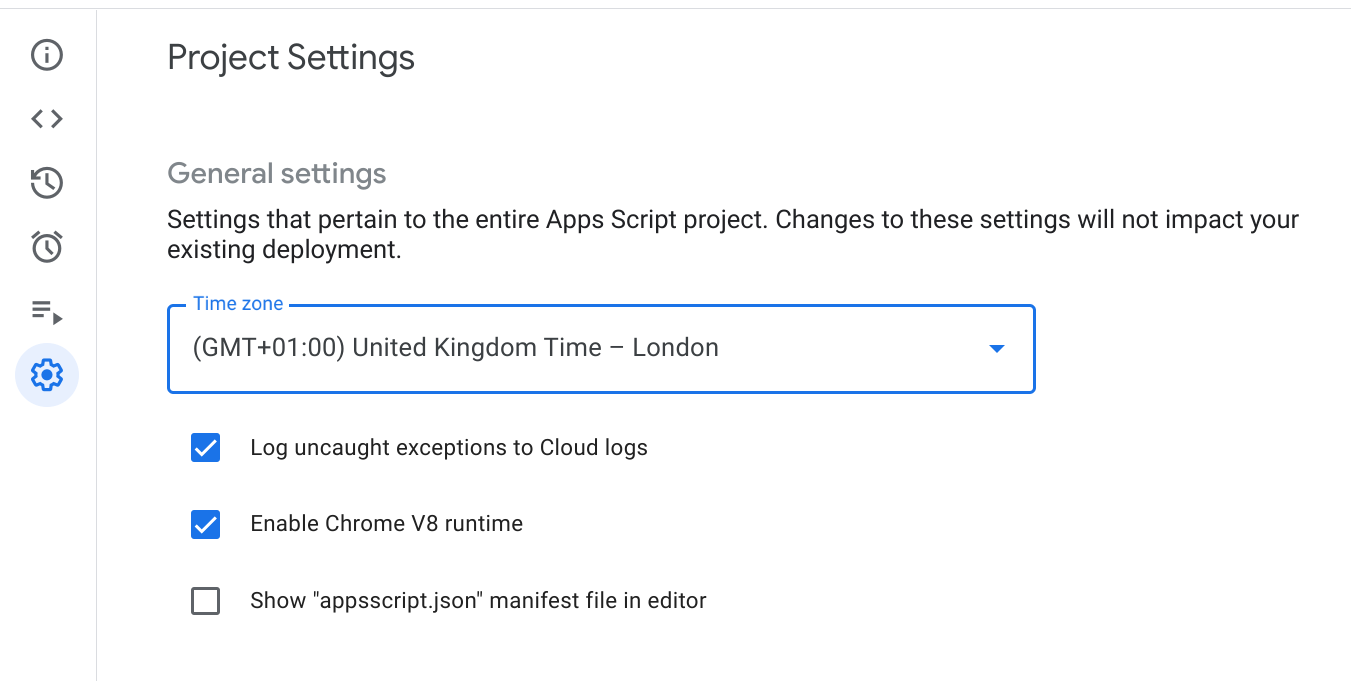 Project Settings
General settings
Settings that pertain to the entire Apps Script project. Changes to these settings will not impact your
existing deployment.
Time zone
(GMT+01:00) United Kingdom Time – London
Log uncaught exceptions to Cloud logs
Enable Chrome V8 runtime
Show "appsscript.json" manifest file in editor